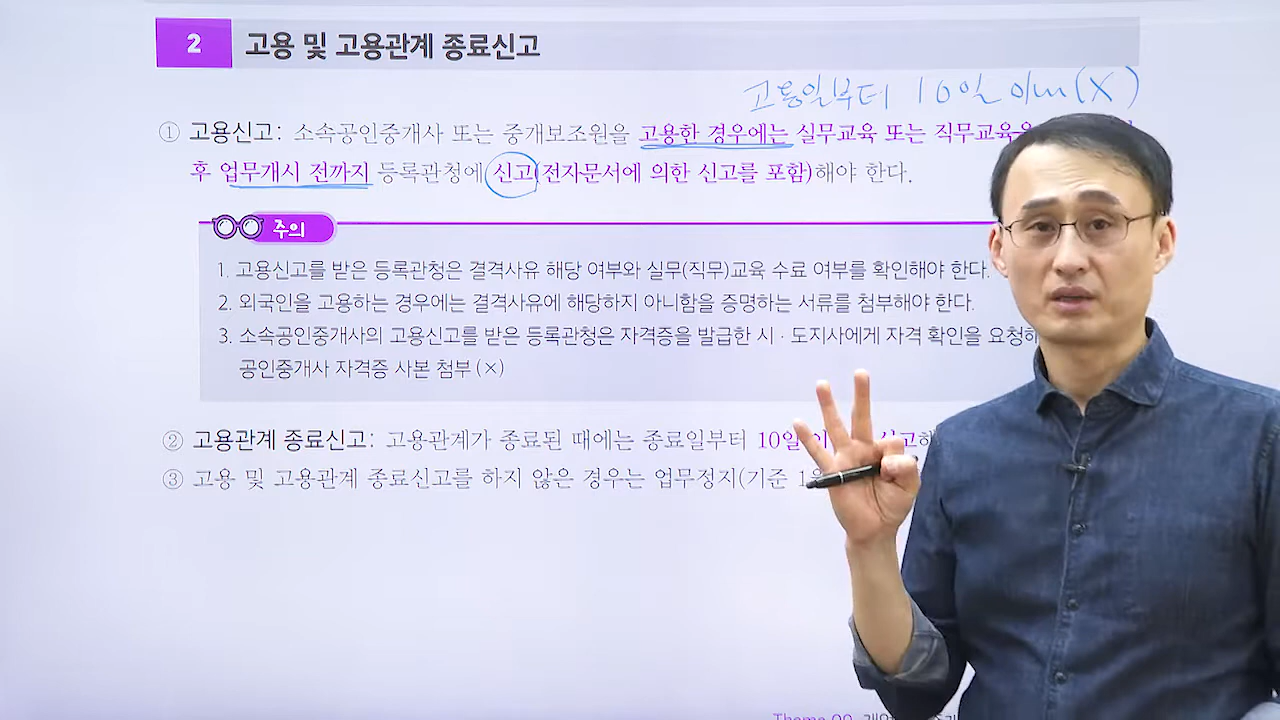 2 고용 및 고용관계 종료신고
고용일부터 10일 이내(X)
① 고용신고: 소속공인중개사 또는 중개보조원을 고용한 경우에는 실무교육 또는 직무교육을
후 업무개시 전까지 등록관청에 신고(전자문서에 의한 신고를 포함)해야 한다.
주의
1. 고용신고를 받은 등록관청은 결격사유 해당 여부와 실무(직무)교육 수료 여부를 확인해야 한다.
2. 외국인을 고용하는 경우에는 결격사유에 해당하지 아니함을 증명하는 서류를 첨부해야 한다.
3. 소속공인중개사의 고용신고를 받은 등록관청은 자격증을 발급한 시·도지사에게 자격 확인을 요청해
공인중개사 자격증 사본 첨부(×)
② 고용관계 종료신고: 고용관계가 종료된 때에는 종료일부터 10일
③ 고용 및 고용관계 종료신고를 하지 않은 경우는 업무정지(기준